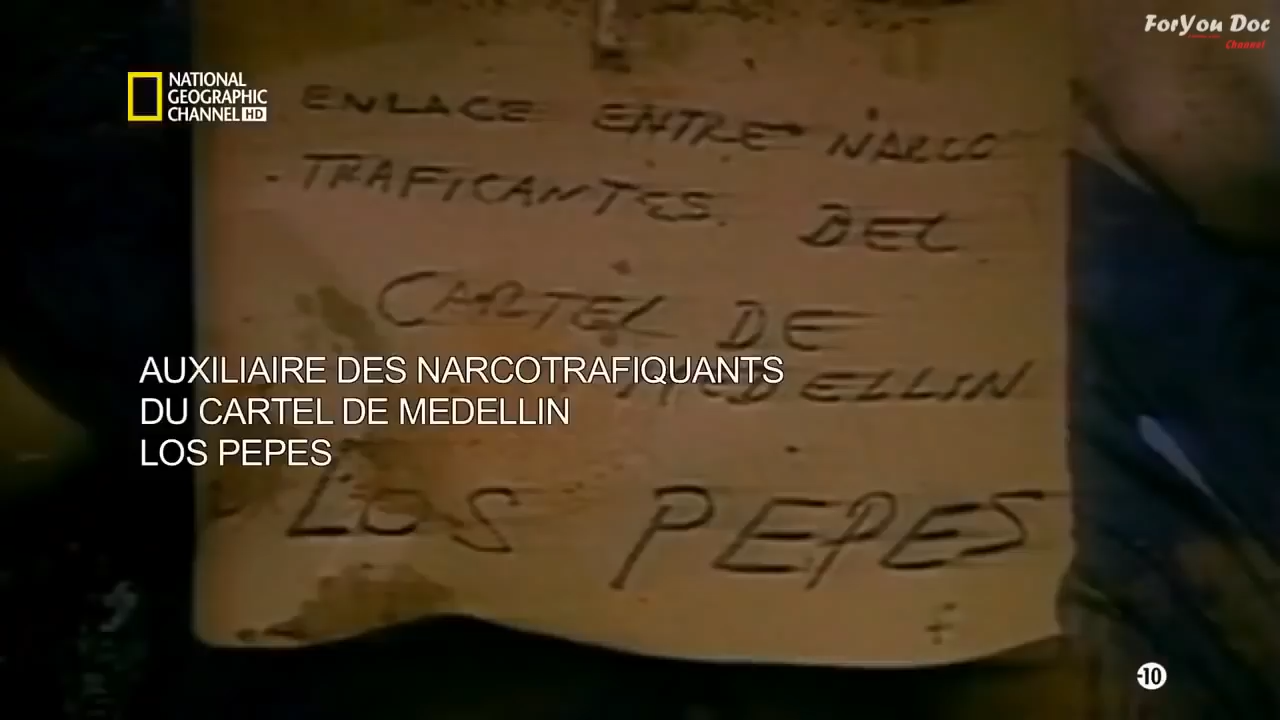 ForYou Doc
Channel
NATIONAL
GEOGRAPHIC
CHANNEL HD
ENLACE ENTRE NARCO
TRAFICANTES DEL
CARTEL DE
MEDELLIN
AUXILIAIRE DES NARCOTRAFIQUANTS
DU CARTEL DE MEDELLIN
LOS PEPES
LOS PEPES
-10